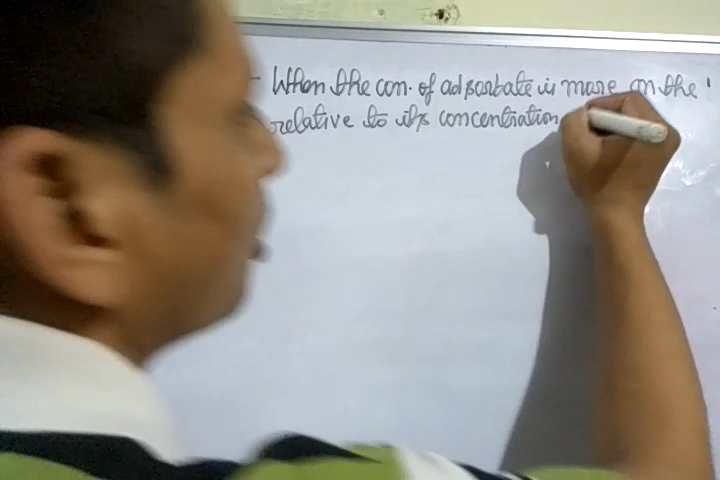 - When the con. of adsorbate is more on the
relative to its concentration